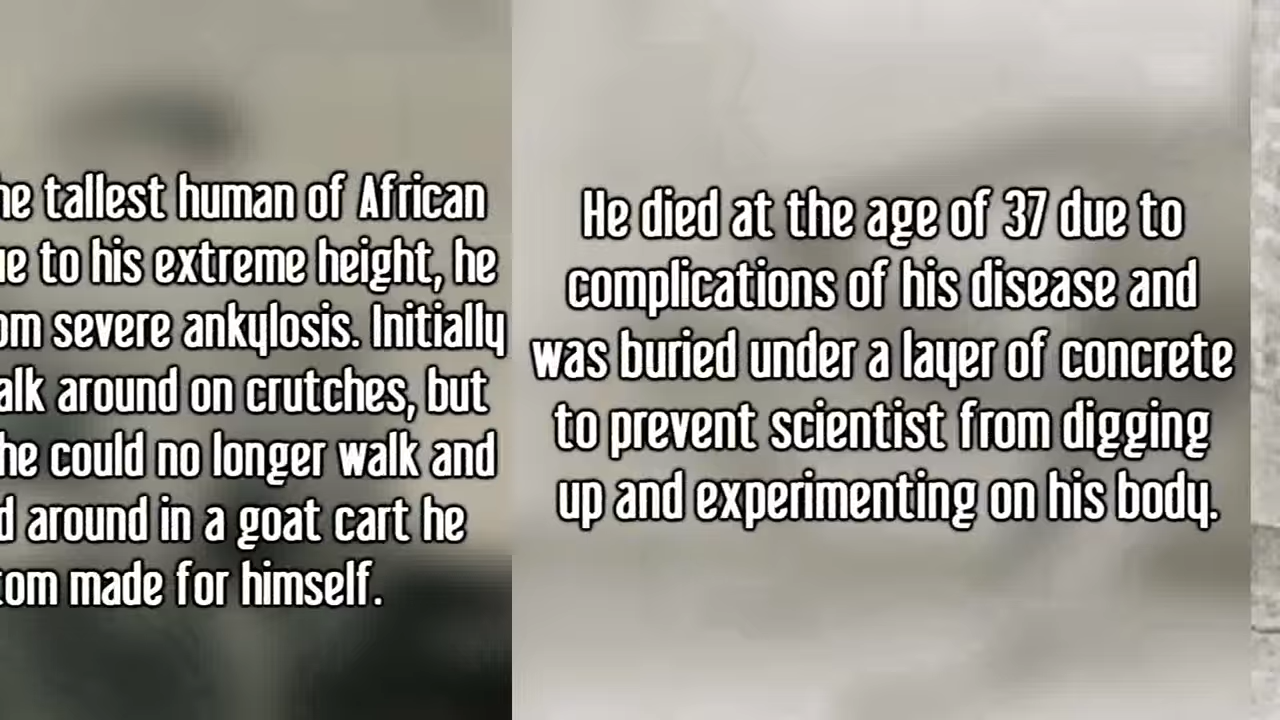 he tallest human of African
ue to his extreme height, he
om severe ankylosis. Initially
alk around on crutches, but
he could no longer walk and
d around in a goat cart he
tom made for himself.
He died at the age of 37 due to
complications of his disease and
was buried under a layer of concrete
to prevent scientist from digging
up and experimenting on his body.